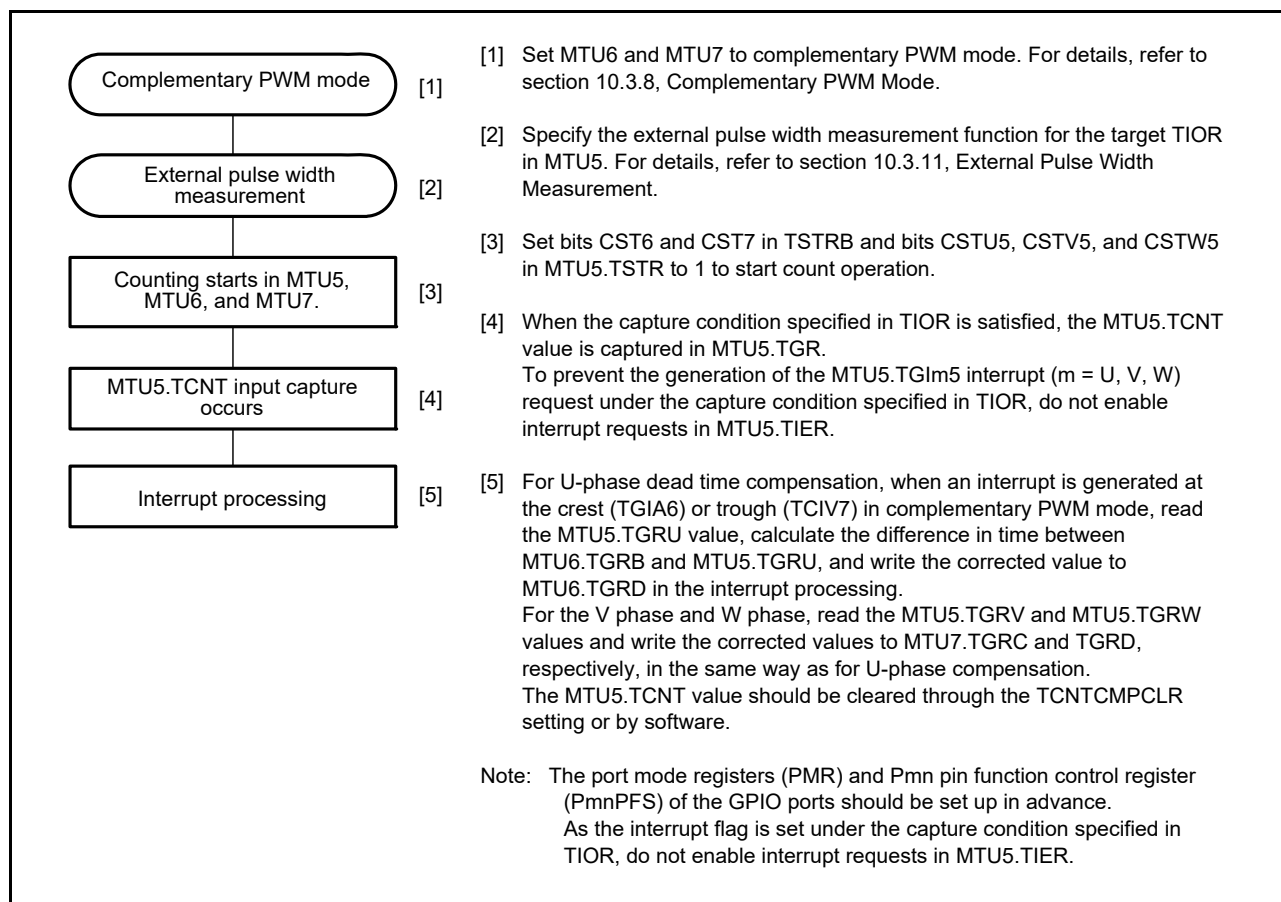 Complementary PWM mode
[1]
External pulse width
measurement
[2]
Counting starts in MTU5,
MTU6, and MTU7.
[3]
MTU5.TCNT input capture
occurs
[4]
Interrupt processing
[5]
[1] Set MTU6 and MTU7 to complementary PWM mode. For details, refer to
section 10.3.8, Complementary PWM Mode.
[2] Specify the external pulse width measurement function for the target TIOR
in MTU5. For details, refer to section 10.3.11, External Pulse Width
Measurement.
[3] Set bits CST6 and CST7 in TSTRB and bits CSTU5, CSTV5, and CSTW5
in MTU5.TSTR to 1 to start count operation.
[4] When the capture condition specified in TIOR is satisfied, the MTU5.TCNT
value is captured in MTU5.TGR.
To prevent the generation of the MTU5.TGIm5 interrupt (m = U, V, W)
request under the capture condition specified in TIOR, do not enable
interrupt requests in MTU5.TIER.
[5] For U-phase dead time compensation, when an interrupt is generated at
the crest (TGIA6) or trough (TCIV7) in complementary PWM mode, read
the MTU5.TGRU value, calculate the difference in time between
MTU6.TGRB and MTU5.TGRU, and write the corrected value to
MTU6.TGRD in the interrupt processing.
For the V phase and W phase, read the MTU5.TGRV and MTU5.TGRW
values and write the corrected values to MTU7.TGRC and TGRD,
respectively, in the same way as for U-phase compensation.
The MTU5.TCNT value should be cleared through the TCNTCMPCLR
setting or by software.
Note: The port mode registers (PMR) and Pmn pin function control register
(PmnPFS) of the GPIO ports should be set up in advance.
As the interrupt flag is set under the capture condition specified in
TIOR, do not enable interrupt requests in MTU5.TIER.